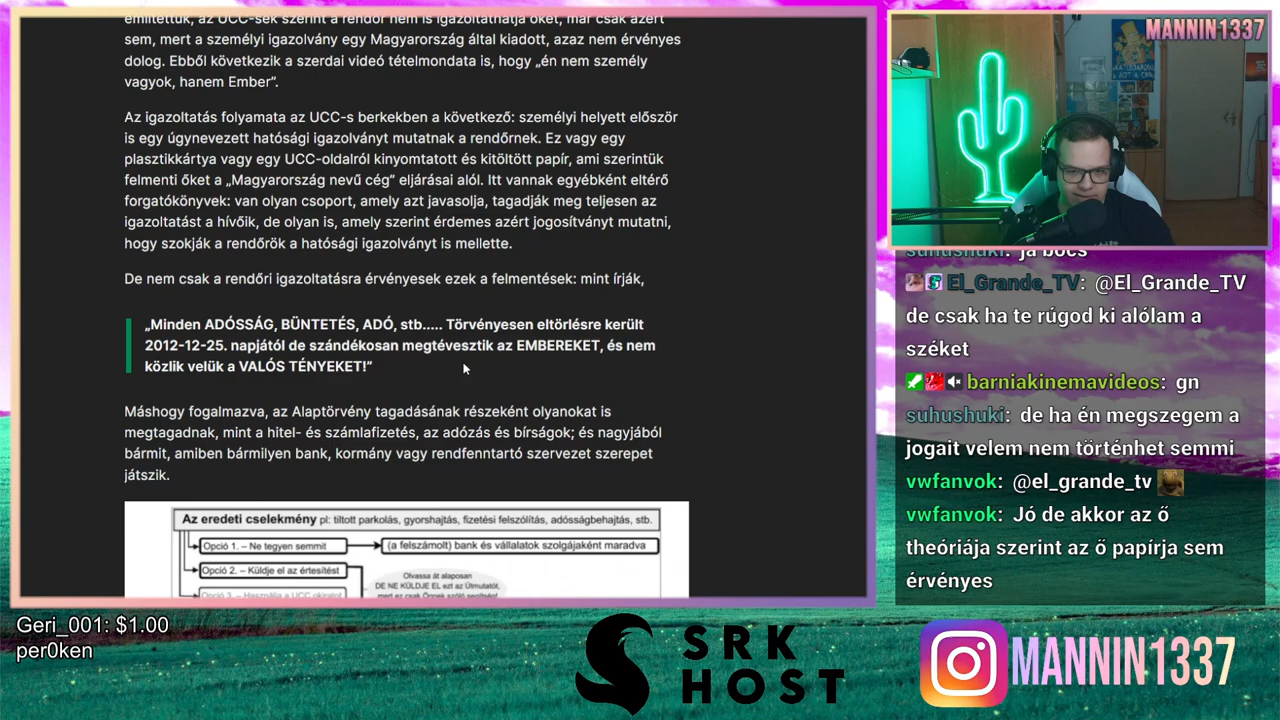 említettük, az UCC-sek szerint a rendőr nem is igazoltathatja őket, már csak azért
sem, mert a személyi igazolvány egy Magyarország által kiadott, azaz nem érvényes
dolog. Ebből következik a szerdai videó tételmondata is, hogy „én nem személy
vagyok, hanem Ember”.
Az igazoltatás folyamata az UCC-s berkekben a következő: személyi helyett először
is egy úgynevezett hatósági igazolványt mutatnak a rendőrnek. Ez vagy egy
plasztikkártya vagy egy UCC-oldalról kinyomtatott és kitöltött papír, ami szerintük
felmenti őket a „Magyarország nevű cég” eljárásai alól. Itt vannak egyébként eltérő
forgatókönyvek: van olyan csoport, amely azt javasolja, tagadják meg teljesen az
igazoltatást a hívőik, de olyan is, amely szerint érdemes azért jogosítványt mutatni,
hogy szokják a rendőrök a hatósági igazolványt is mellette.
De nem csak a rendőri igazoltatásra érvényesek ezek a felmentések: mint írják,
„Minden ADÓSSÁG, BÜNTETÉS, ADÓ, stb..... Törvényesen eltörlésre került
2012-12-25. napjától de szándékosan megtévesztik az EMBEREKET, és nem
közlik velük a VALÓS TÉNYEKET!”
Máshogy fogalmazva, az Alaptörvény tagadásának részeként olyanokat is
megtagadnak, mint a hitel- és számlafizetés, az adózás és bírságok; és nagyjából
bármit, amiben bármilyen bank, kormány vagy rendfenntartó szervezet szerepet
játszik.
Az eredeti cselekmény pl: tiltott parkolás, gyorshajtás, fizetési felszólítás, adósságbehajtás, stb.
Opció 1. – Ne tegyen semmit
(a felszámolt) bank és vállalatok szolgájaként maradva
Opció 2. – Küldje el az értesítést
Olvassa át alaposan
DE NE KÜLDJE EL ezt az Útmutatót,
mert ez csak Önnek szóló segítség!
Opció 3. – Használja a UCC okiratot
MANNIN1337
suhushuki: ja bocs
El_Grande_TV: @El_Grande_TV
de csak ha te rúgod ki alólam a
széket
barniakinemavideos: gn
suhushuki: de ha én megszegem a
jogait velem nem történhet semmi
vwfanvok: @el_grande_tv
vwfanvok: Jó de akkor az ő
theóriája szerint az ő papírja sem
érvényes
Geri_001: $1.00
per0ken
SRK
HOST
MANNIN1337